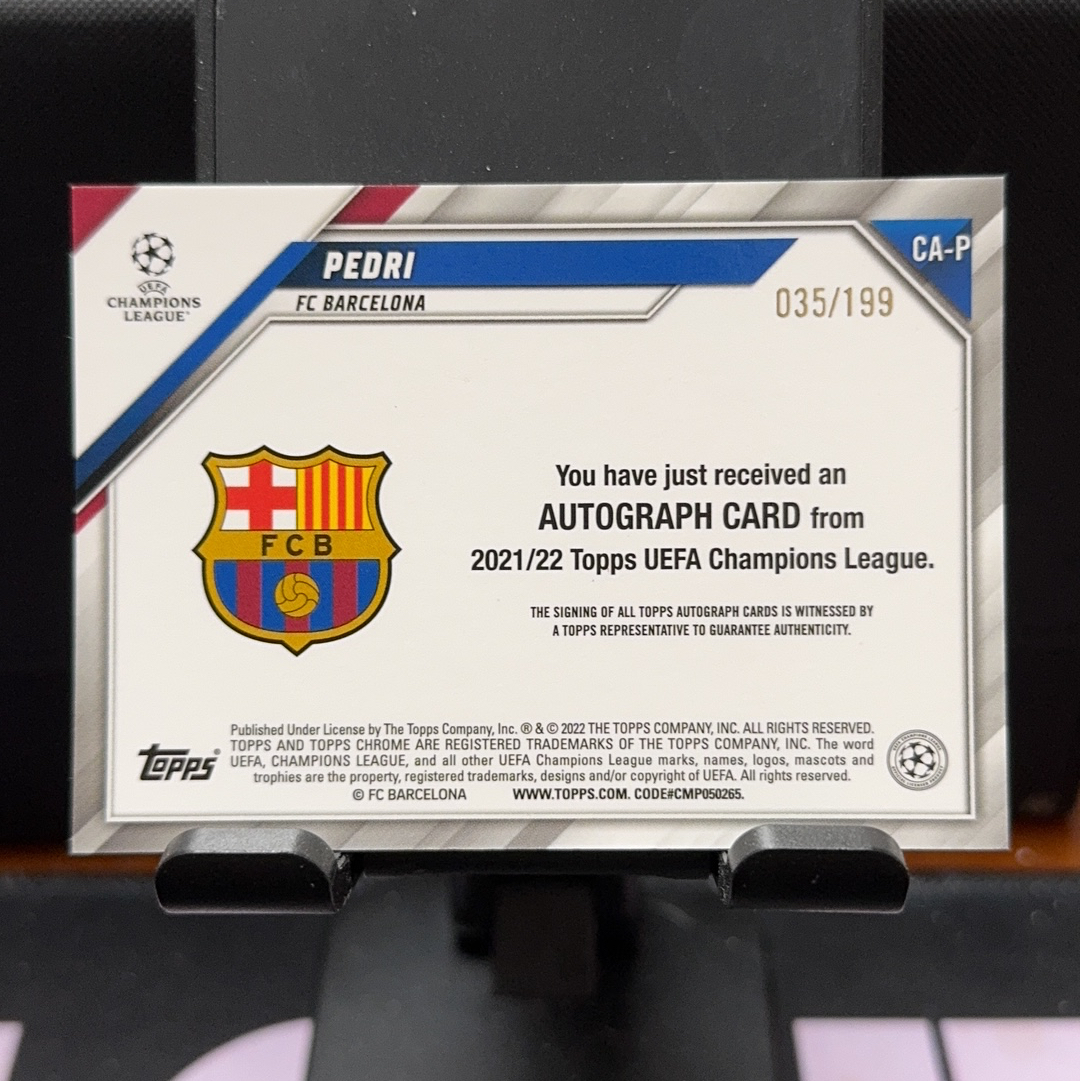 PEDRI
CA-P
UEFA
CHAMPIONS
LEAGUE
FC BARCELONA
035/199
FCB
You have just received an
AUTOGRAPH CARD from
2021/22 Topps UEFA Champions League.
THE SIGNING OF ALL TOPPS AUTOGRAPH CARDS IS WITNESSED BY
A TOPPS REPRESENTATIVE TO GUARANTEE AUTHENTICITY.
Published Under License by The Topps Company, Inc. ® & © 2022 THE TOPPS COMPANY, INC. ALL RIGHTS RESERVED.
TOPPS AND TOPPS CHROME ARE REGISTERED TRADEMARKS OF THE TOPPS COMPANY, INC. The word
UEFA, CHAMPIONS LEAGUE, and all other UEFA Champions League marks, names, logos, mascots and
trophies are the property, registered trademarks, designs and/or copyright of UEFA. All rights reserved.
© FC BARCELONA WWW.TOPPS.COM. CODE#CMP050265.
Topps®